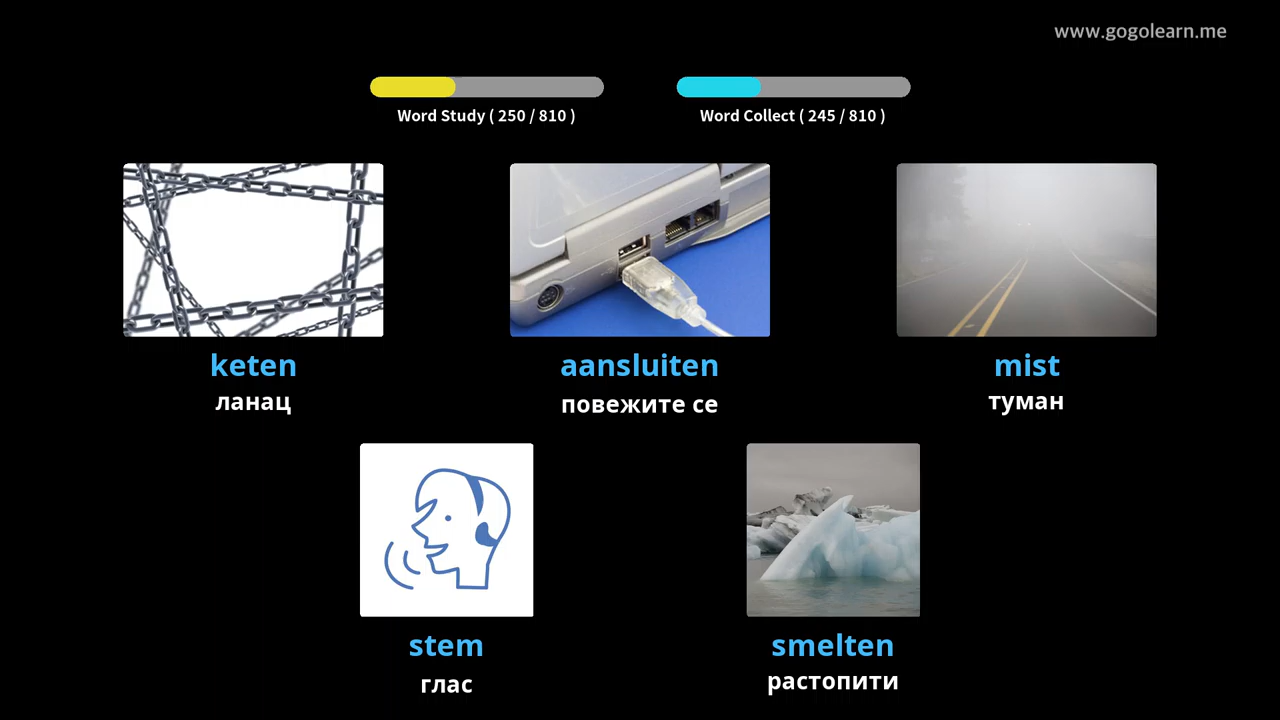 www.gogolearn.me
Word Study ( 250 / 810 )
Word Collect ( 245 / 810 )
keten
ланац
aansluiten
повежите се
mist
туман
stem
глас
smelten
растопити